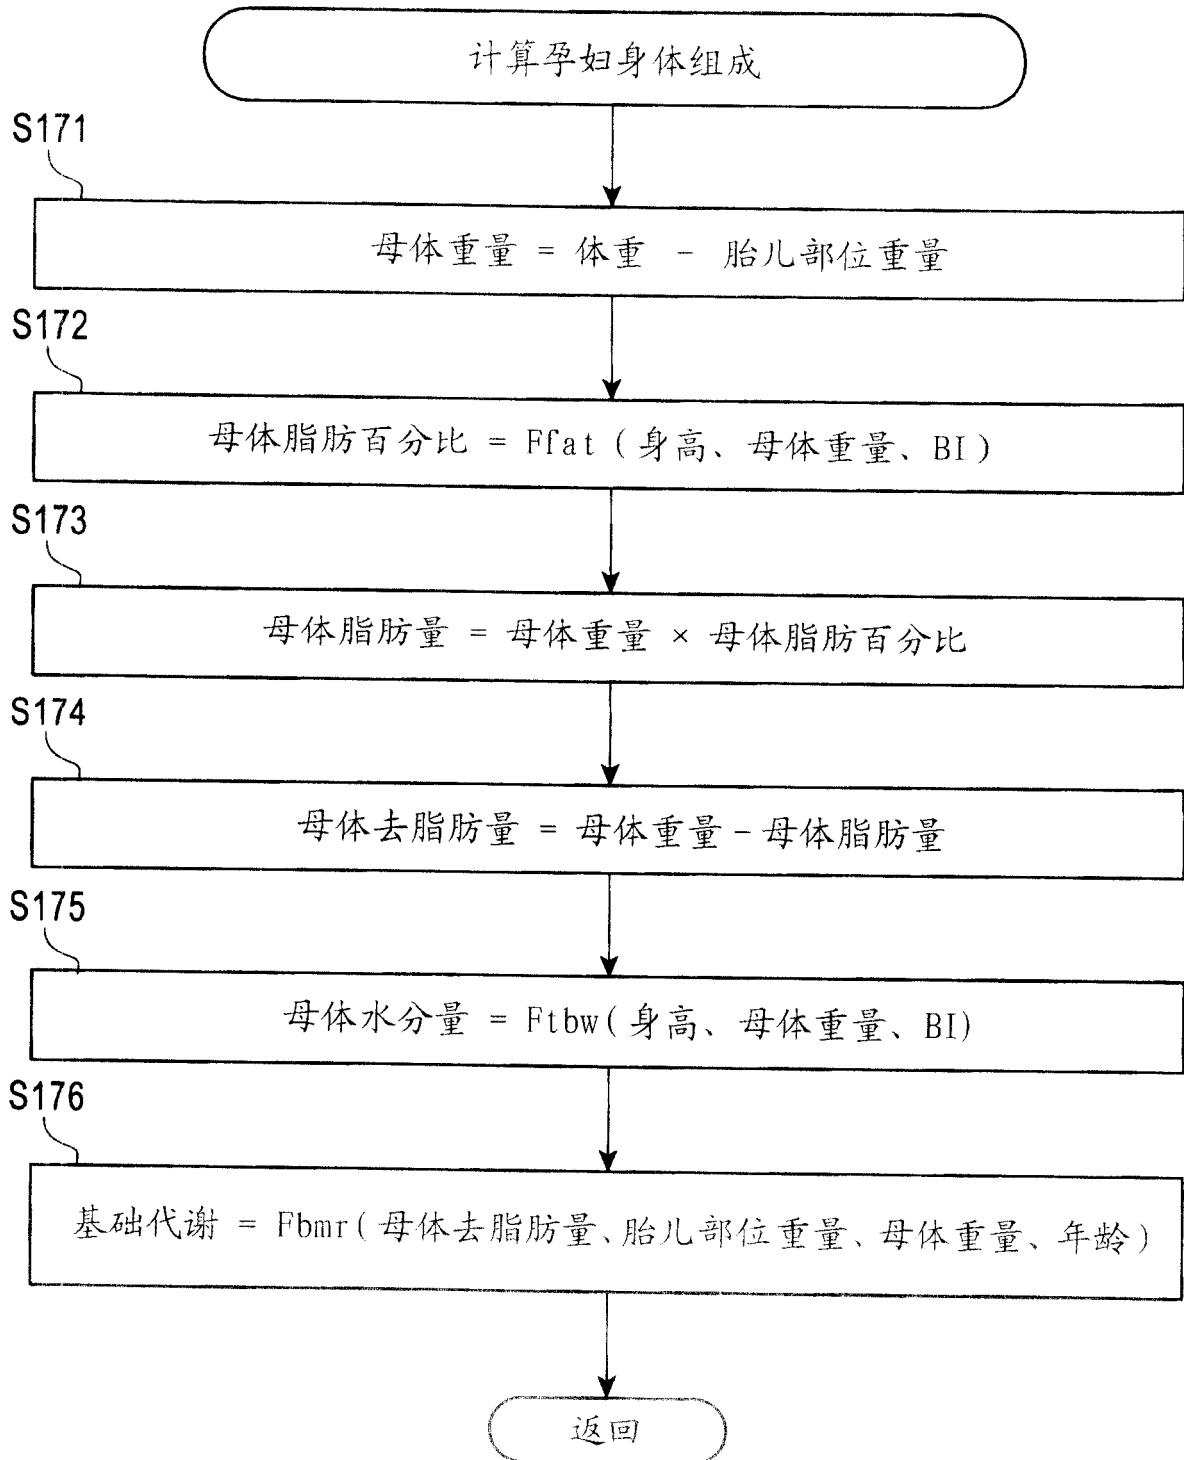 计算孕妇身体组成
S171
母体重量 = 体重 - 胎儿部位重量
S172
母体脂肪百分比 = Ffat (身高、母体重量、BI)
S173
母体脂肪量 = 母体重量 × 母体脂肪百分比
S174
母体去脂肪量 = 母体重量-母体脂肪量
S175
母体水分量 = Ftbw(身高、母体重量、BI)
S176
基础代谢 = Fbmr(母体去脂肪量、胎儿部位重量、母体重量、年龄)
返回